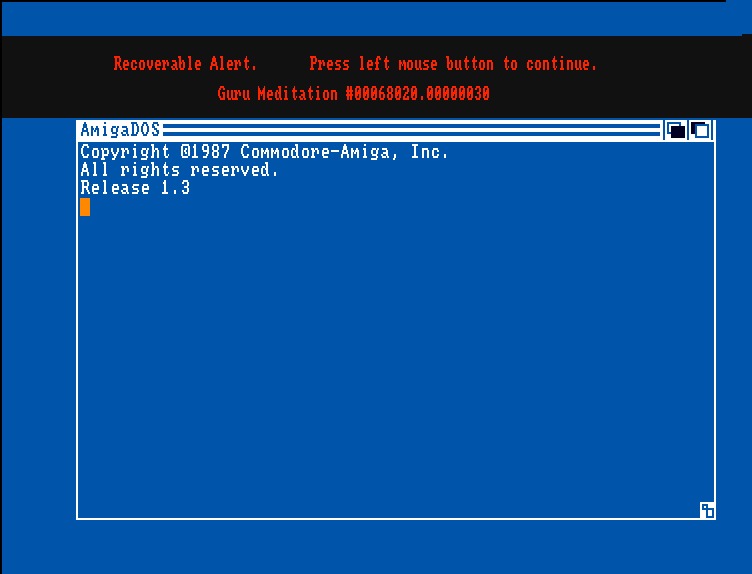 Recoverable Alert. Press left mouse button to continue.
Guru Meditation #00068020.00000030
AmigaDOS
Copyright ©1987 Commodore-Amiga, Inc.
All rights reserved.
Release 1.3